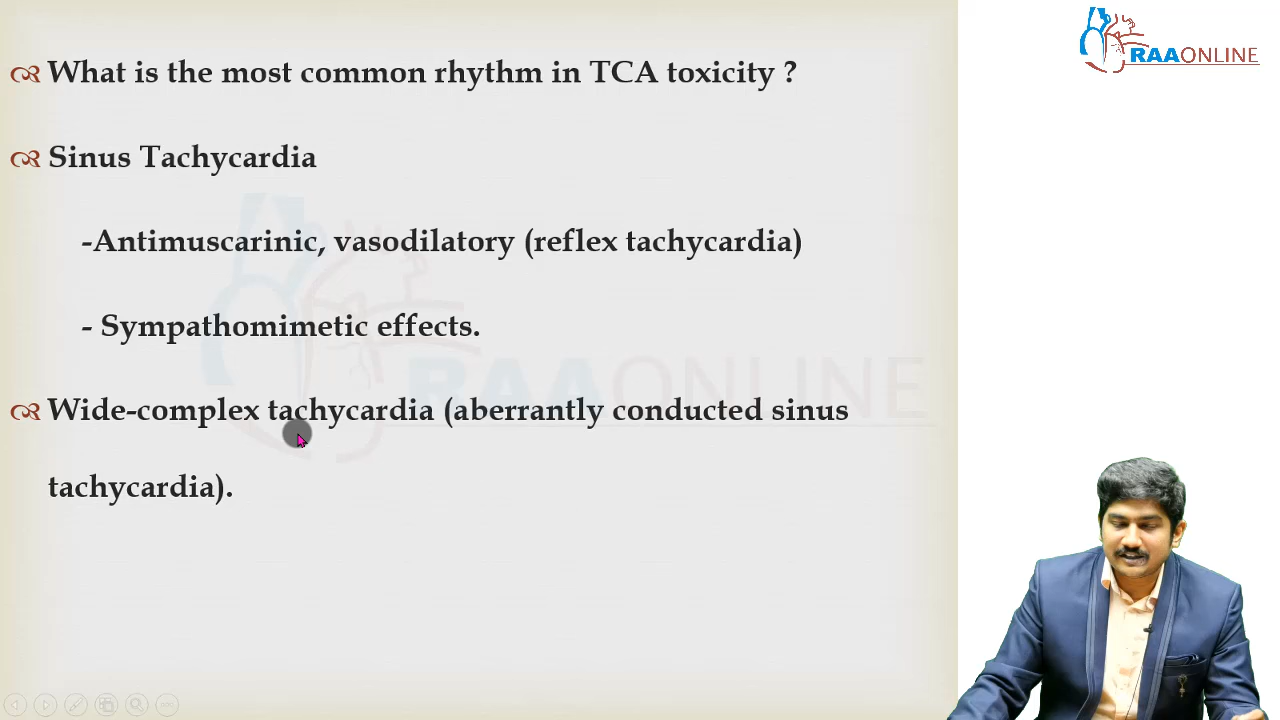 What is the most common rhythm in TCA toxicity ?
Sinus Tachycardia
-Antimuscarinic, vasodilatory (reflex tachycardia)
- Sympathomimetic effects.
Wide-complex tachycardia (aberrantly conducted sinus
tachycardia).
RAAONLINE
RAAONLINE